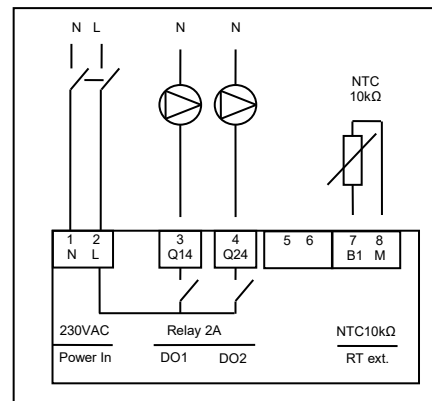 N L N N
NTC
10kΩ
1 2 3 4 5 6 7 8
N L Q14 Q24 B1 M
230VAC Relay 2A NTC10kΩ
Power In DO1 DO2 RT ext.